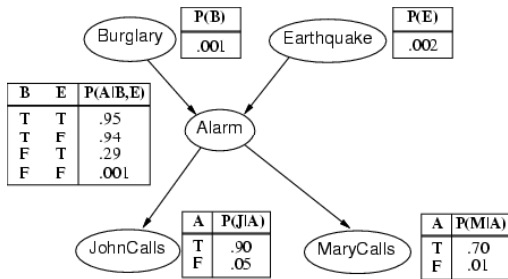 Burglary
P(B)
.001
Earthquake
P(E)
.002
B E P(A|B,E)
T T .95
T F .94
F T .29
F F .001
Alarm
JohnCalls
A P(J|A)
T .90
F .05
MaryCalls
A P(M|A)
T .70
F .01